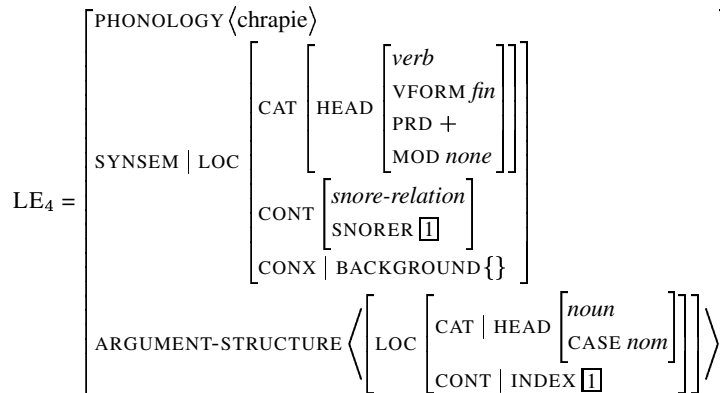 PHONOLOGY ⟨chrapie⟩
verb
VFORM fin
CAT HEAD
PRD +
MOD none
SYNSEM | LOC
snore-relation
CONT
SNORER 1
LE4 =
CONX | BACKGROUND {}
noun
CAT | HEAD
CASE nom
ARGUMENT-STRUCTURE ⟨ LOC ⟩
CONT | INDEX 1